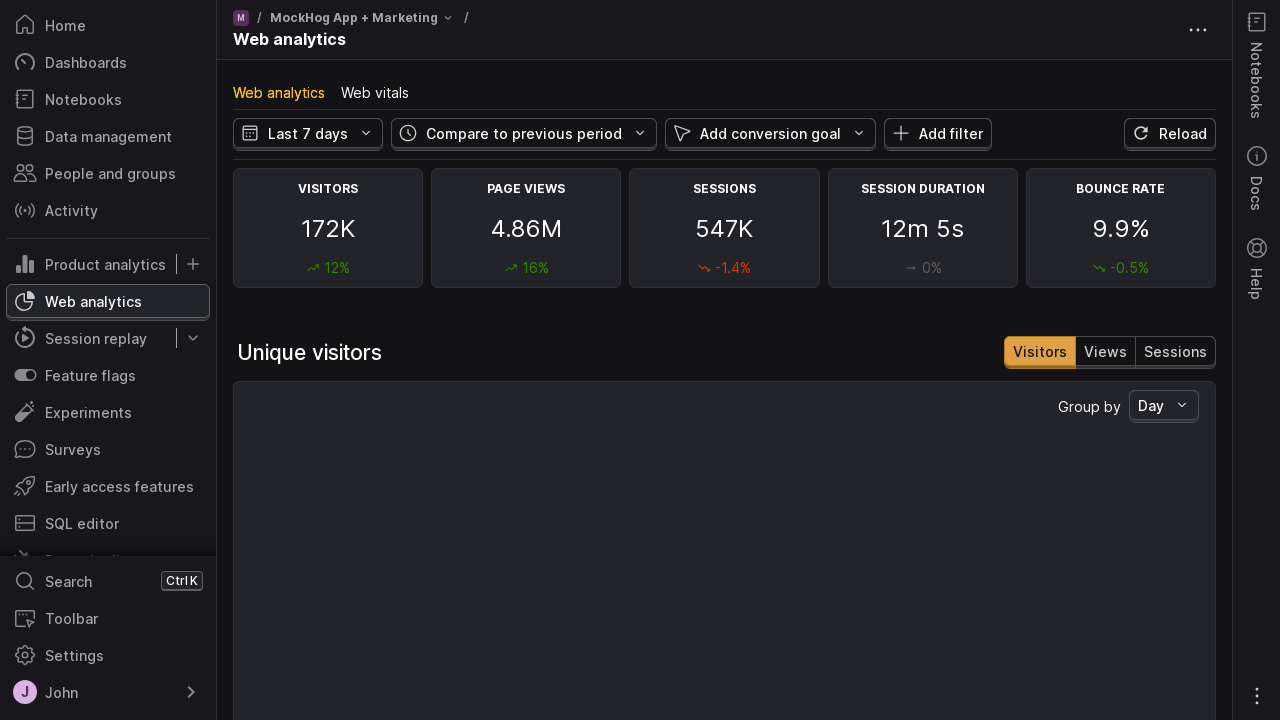 Home
Dashboards
Notebooks
Data management
People and groups
Activity
Product analytics
Web analytics
Session replay
Feature flags
Experiments
Surveys
Early access features
SQL editor
Search Ctrl K
Toolbar
Settings
J John
M / MockHog App + Marketing /
Web analytics
Web analytics Web vitals
Last 7 days Compare to previous period Add conversion goal Add filter Reload
VISITORS PAGE VIEWS SESSIONS SESSION DURATION BOUNCE RATE
172K 4.86M 547K 12m 5s 9.9%
12% 16% -1.4% 0% -0.5%
Unique visitors Visitors Views Sessions
Group by Day
Notebooks
Docs
Help